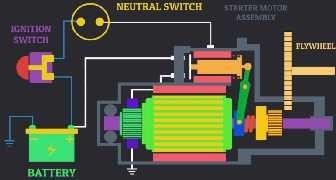 NEUTRAL SWITCH
STARTER MOTOR
ASSEMBLY
IGNITION
SWITCH
FLYWHEEL
BATTERY